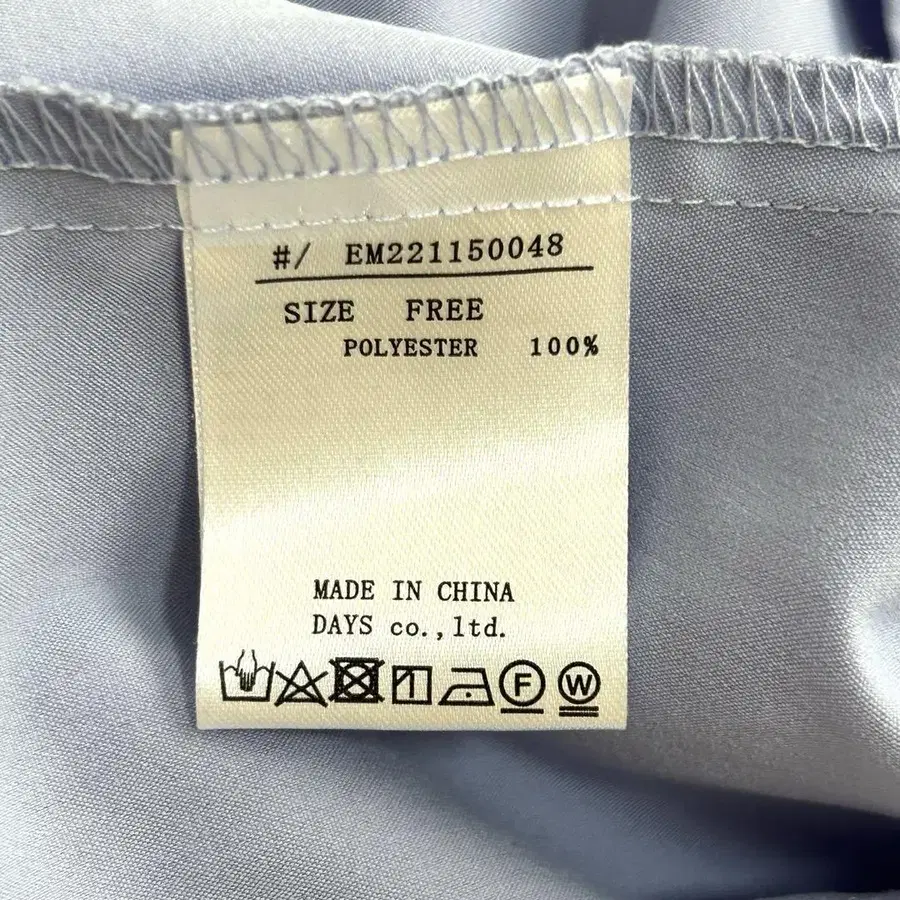 #/ EM221150048
SIZE FREE
POLYESTER 100%
MADE IN CHINA
DAYS co.,ltd.
F W